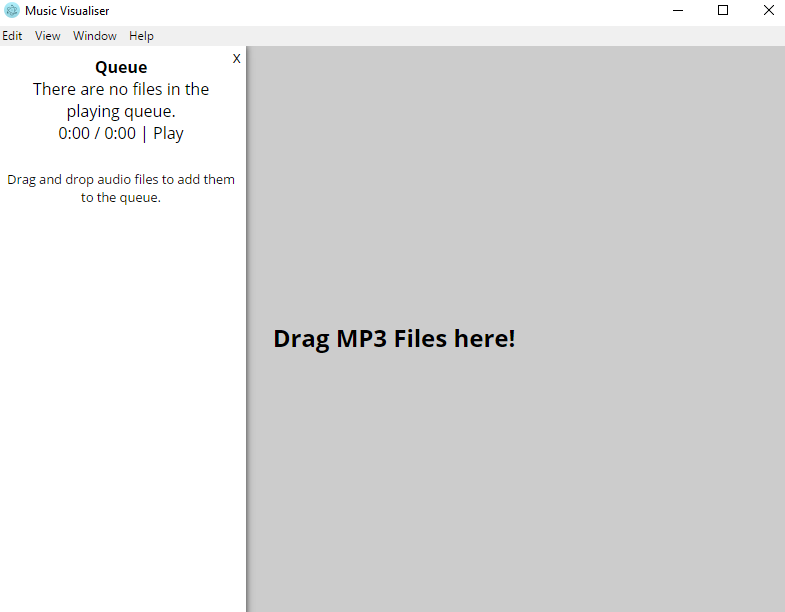 Music Visualiser
Edit View Window Help
X
Queue
There are no files in the
playing queue.
0:00 / 0:00 | Play
Drag and drop audio files to add them
to the queue.
Drag MP3 Files here!